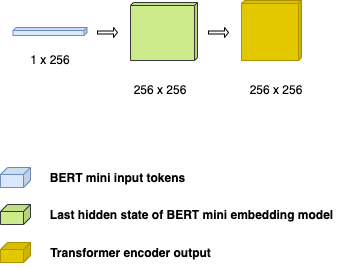 1 x 256
256 x 256
256 x 256
BERT mini input tokens
Last hidden state of BERT mini embedding model
Transformer encoder output